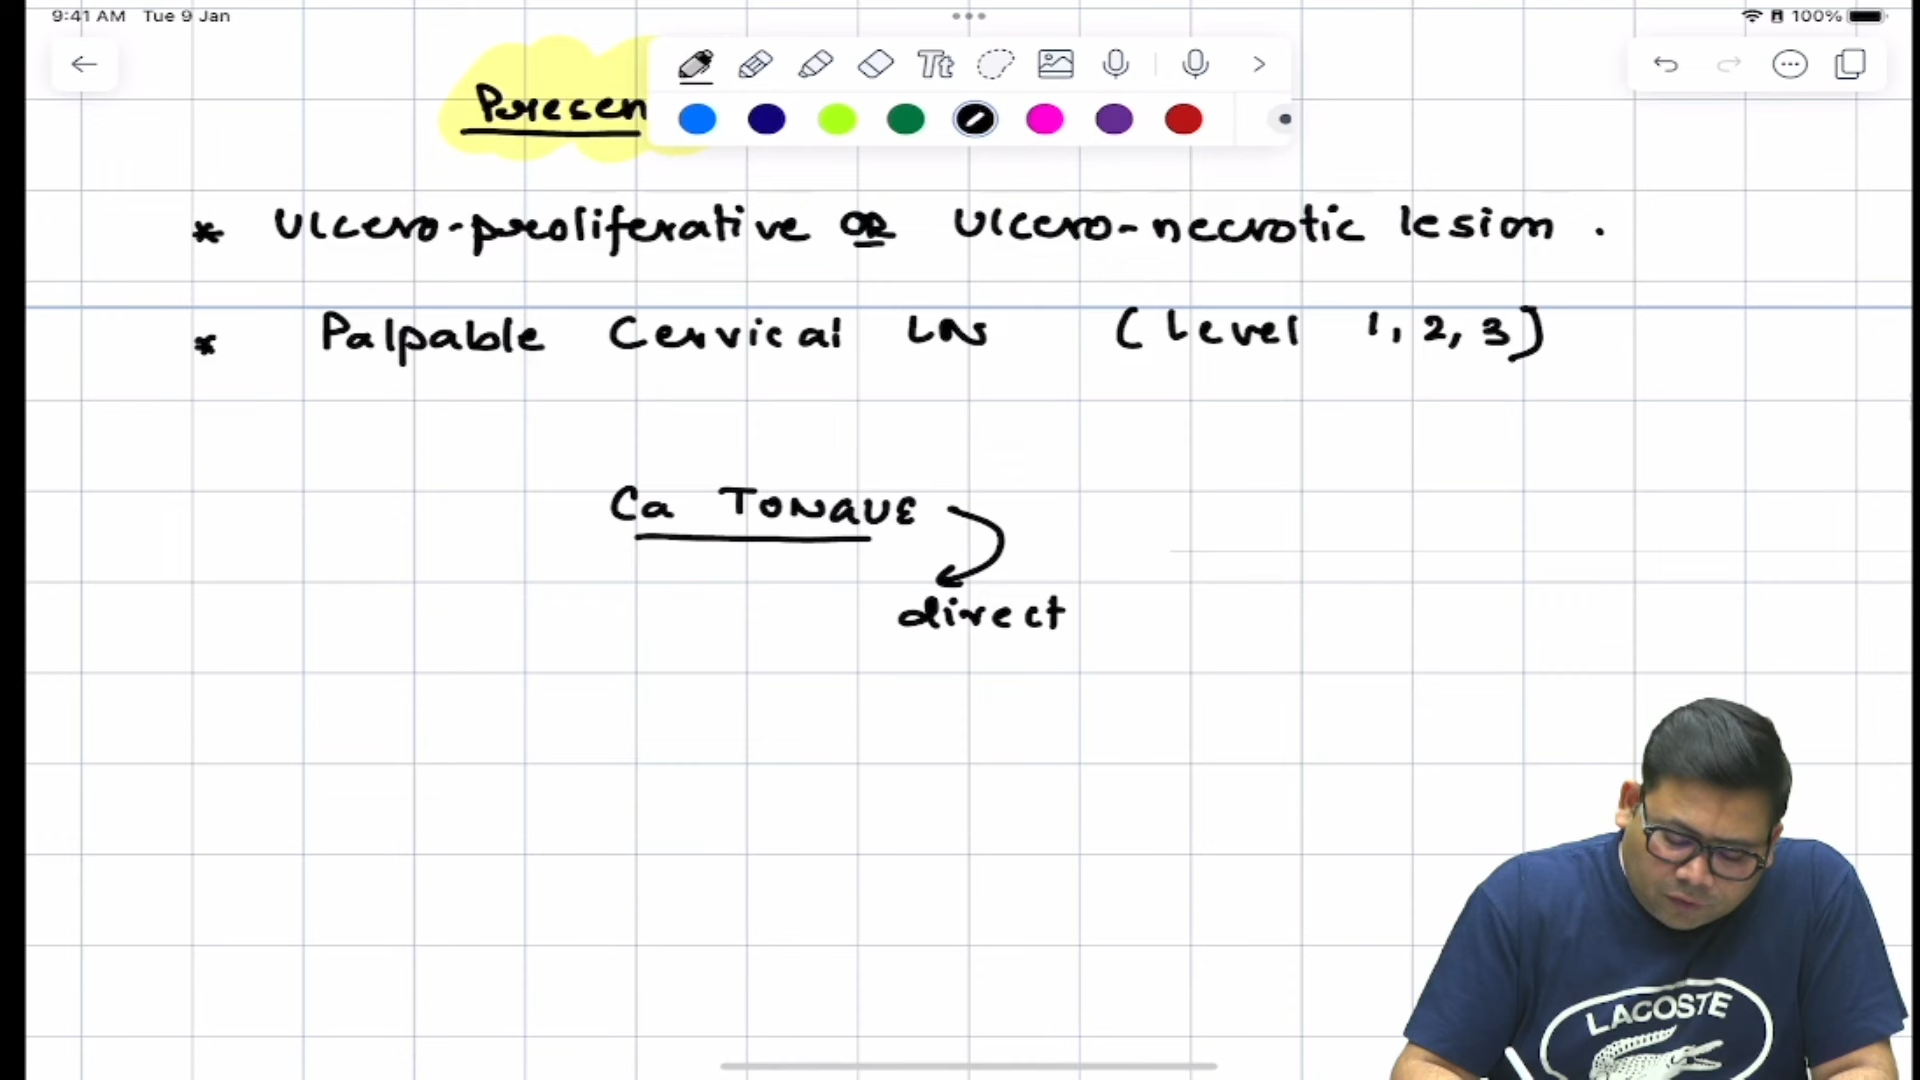 9:41 AM Tue 9 Jan
100%
Tt
Presen
* Ulcero-proliferative OR Ulcero-necrotic lesion .
* Palpable Cervical LNs (Level 1, 2, 3)
Ca TONGUE
direct
LACOSTE